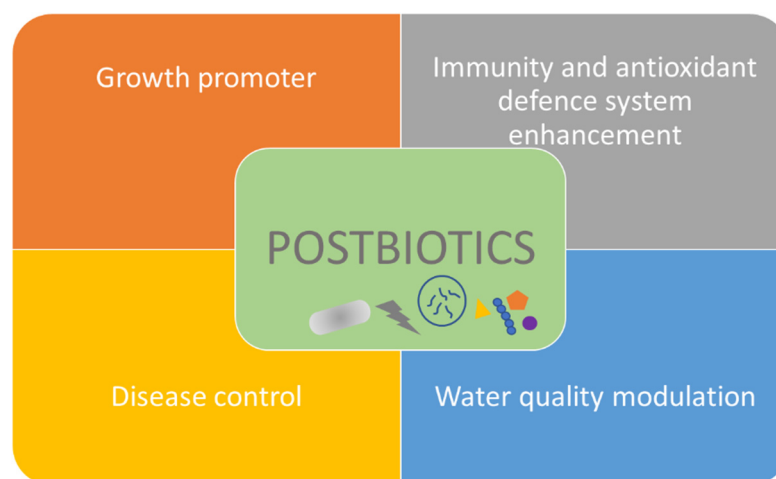 Growth promoter
Immunity and antioxidant
defence system
enhancement
POSTBIOTICS
Disease control
Water quality modulation